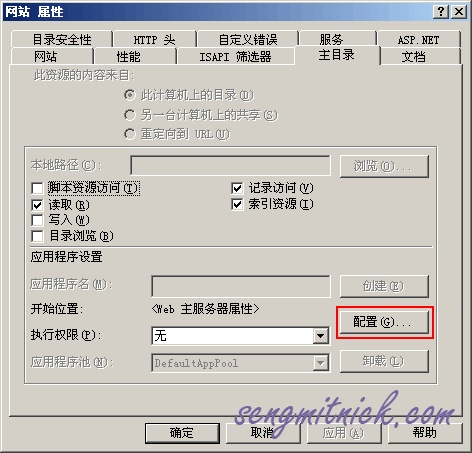 网站 属性
目录安全性 HTTP 头 自定义错误 服务 ASP.NET
网站 性能 ISAPI 筛选器 主目录 文档
此资源的内容来自:
此计算机上的目录(D)
另一台计算机上的共享(S)
重定向到 URL(U)
本地路径(C): 浏览(O)...
脚本资源访问(T) 记录访问(V)
读取(R) 索引资源(I)
写入(W)
目录浏览(B)
应用程序设置
应用程序名(M): 创建(E)
开始位置: <Web 主服务器属性>
配置(G)...
执行权限(P): 无
应用程序池(N): DefaultAppPool 卸载(L)
sengmitnick.com
确定 取消 应用(A) 帮助